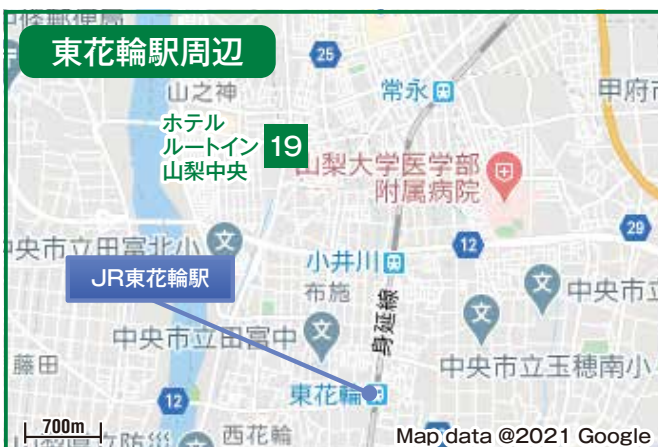 東花輪駅周辺
25
山之神
常永
甲府市
ホテル
ルートイン
山梨中央
19
山梨大学医学部
附属病院
29
中央市立田富北小
文
12
小井川
JR東花輪駅
布施
文
中央市立
文
身延線
中央市立田富中
文
中央市立玉穂南小
藤田
東花輪
12
700m
西花輪
Map data @2021 Google